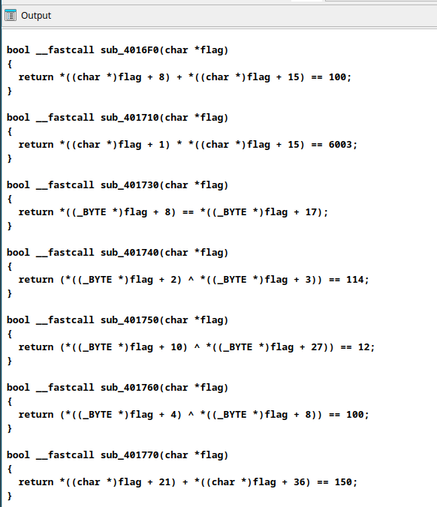 Output
bool __fastcall sub_4016F0(char *flag)
{
  return *((char *)flag + 8) + *((char *)flag + 15) == 100;
}
bool __fastcall sub_401710(char *flag)
{
  return *((char *)flag + 1) * *((char *)flag + 15) == 6003;
}
bool __fastcall sub_401730(char *flag)
{
  return *((_BYTE *)flag + 8) == *((_BYTE *)flag + 17);
}
bool __fastcall sub_401740(char *flag)
{
  return (*((_BYTE *)flag + 2) ^ *((_BYTE *)flag + 3)) == 114;
}
bool __fastcall sub_401750(char *flag)
{
  return (*((_BYTE *)flag + 10) ^ *((_BYTE *)flag + 27)) == 12;
}
bool __fastcall sub_401760(char *flag)
{
  return (*((_BYTE *)flag + 4) ^ *((_BYTE *)flag + 8)) == 100;
}
bool __fastcall sub_401770(char *flag)
{
  return *((char *)flag + 21) + *((char *)flag + 36) == 150;
}